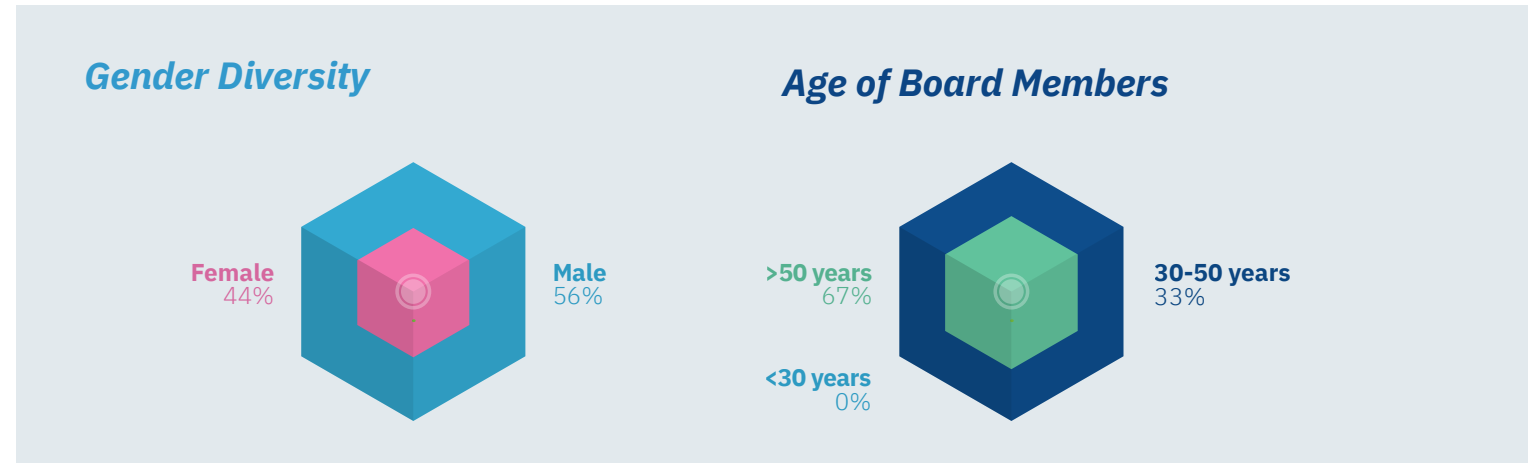 Gender Diversity
Female
44%
Male
56%
Age of Board Members
>50 years
67%
30-50 years
33%
<30 years
0%